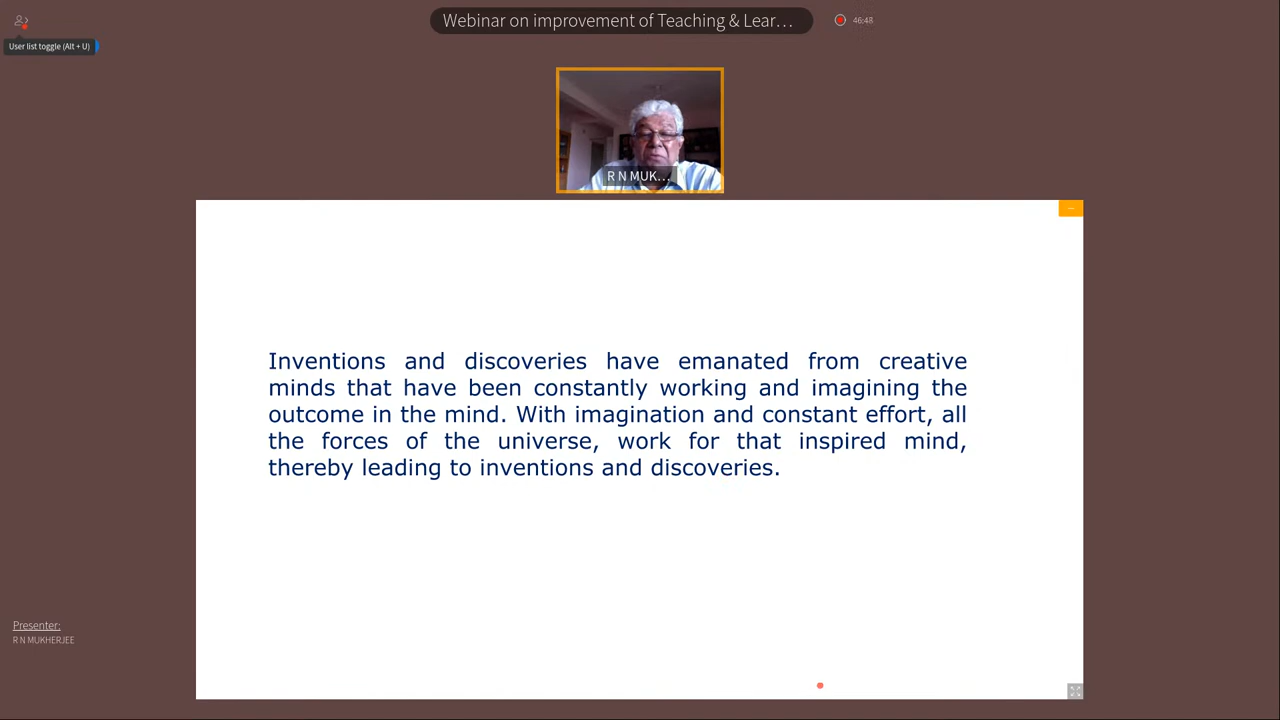 Webinar on improvement of Teaching & Lear...
46:48
User list toggle (Alt + U)
R N MUK...
Inventions and discoveries have emanated from creative
minds that have been constantly working and imagining the
outcome in the mind. With imagination and constant effort, all
the forces of the universe, work for that inspired mind,
thereby leading to inventions and discoveries.
Presenter:
R N MUKHERJEE